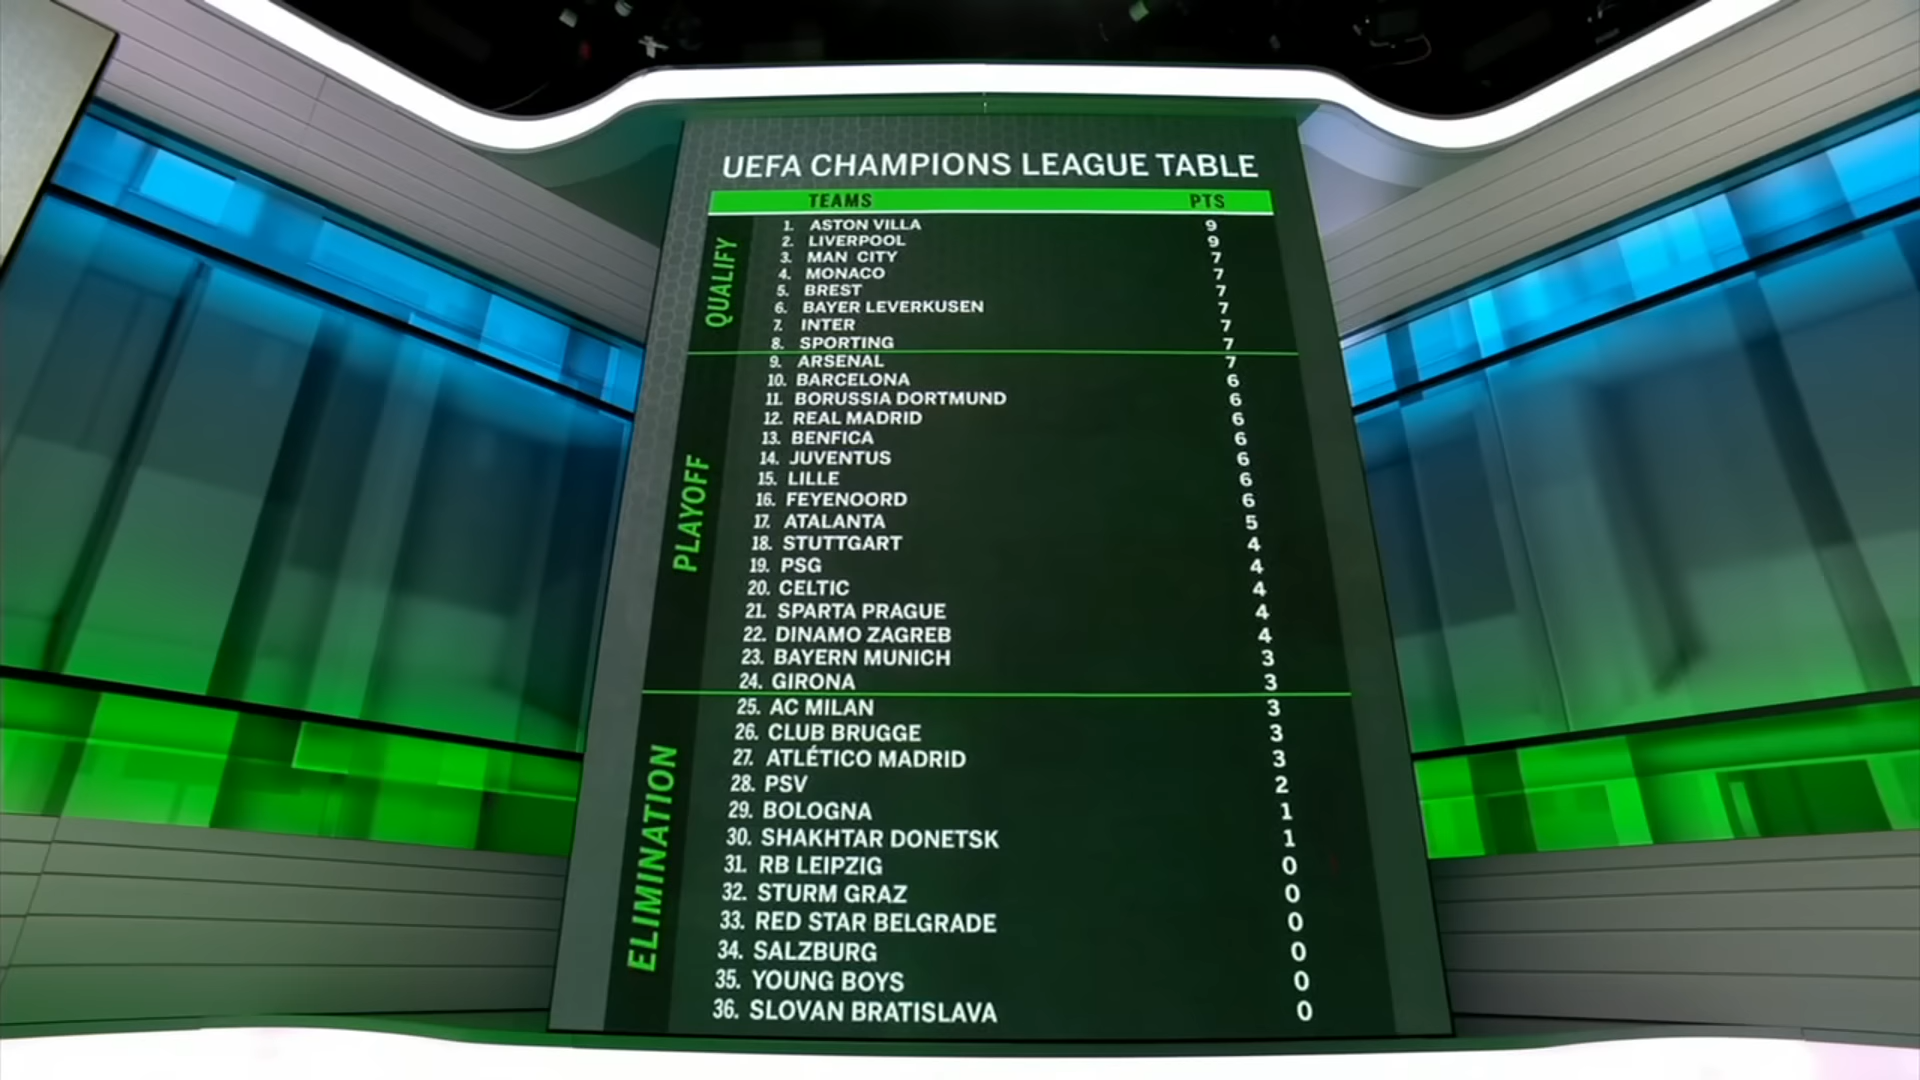 UEFA CHAMPIONS LEAGUE TABLE
TEAMS PTS
QUALIFY
1. ASTON VILLA 9
2. LIVERPOOL 9
3. MAN CITY 7
4. MONACO 7
5. BREST 7
6. BAYER LEVERKUSEN 7
7. INTER 7
8. SPORTING 7
PLAYOFF
9. ARSENAL 7
10. BARCELONA 6
11. BORUSSIA DORTMUND 6
12. REAL MADRID 6
13. BENFICA 6
14. JUVENTUS 6
15. LILLE 6
16. FEYENOORD 6
17. ATALANTA 5
18. STUTTGART 4
19. PSG 4
20. CELTIC 4
21. SPARTA PRAGUE 4
22. DINAMO ZAGREB 4
23. BAYERN MUNICH 3
24. GIRONA 3
ELIMINATION
25. AC MILAN 3
26. CLUB BRUGGE 3
27. ATLÉTICO MADRID 3
28. PSV 2
29. BOLOGNA 1
30. SHAKHTAR DONETSK 1
31. RB LEIPZIG 0
32. STURM GRAZ 0
33. RED STAR BELGRADE 0
34. SALZBURG 0
35. YOUNG BOYS 0
36. SLOVAN BRATISLAVA 0